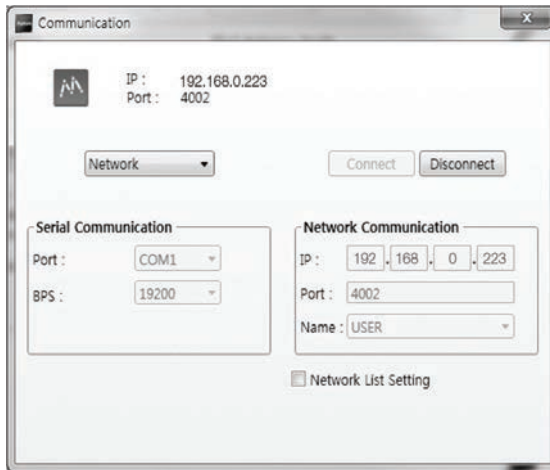 Communication
X
IP : 192.168.0.223
Port : 4002
Network
Connect
Disconnect
Serial Communication
Port : COM1
BPS : 19200
Network Communication
IP : 192 . 168 . 0 . 223
Port : 4002
Name : USER
Network List Setting